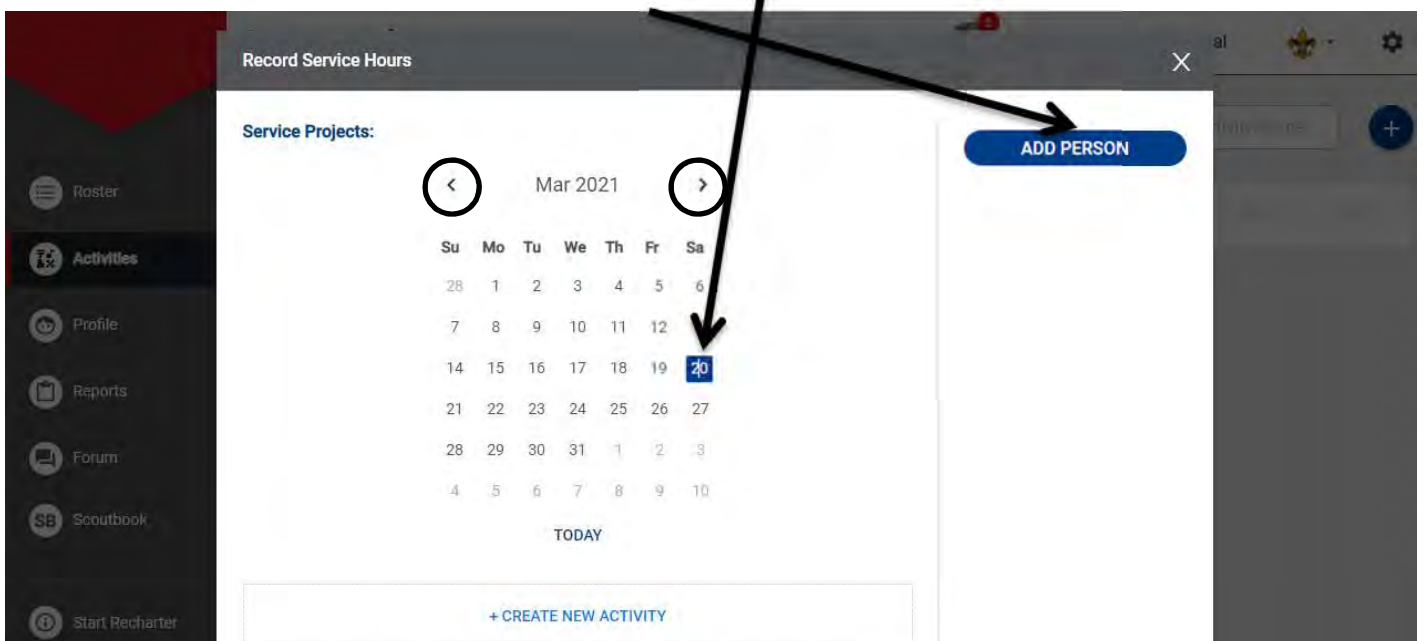 al
Record Service Hours
X
Service Projects:
ADD PERSON
+
< Mar 2021 >
Su Mo Tu We Th Fr Sa
28 1 2 3 4 5 6
7 8 9 10 11 12
14 15 16 17 18 19 20
21 22 23 24 25 26 27
28 29 30 31 1 2 3
4 5 6 7 8 9 10
TODAY
+ CREATE NEW ACTIVITY
Roster
Activities
Profile
Reports
Forum
SB Scoutbook
Start Recharter